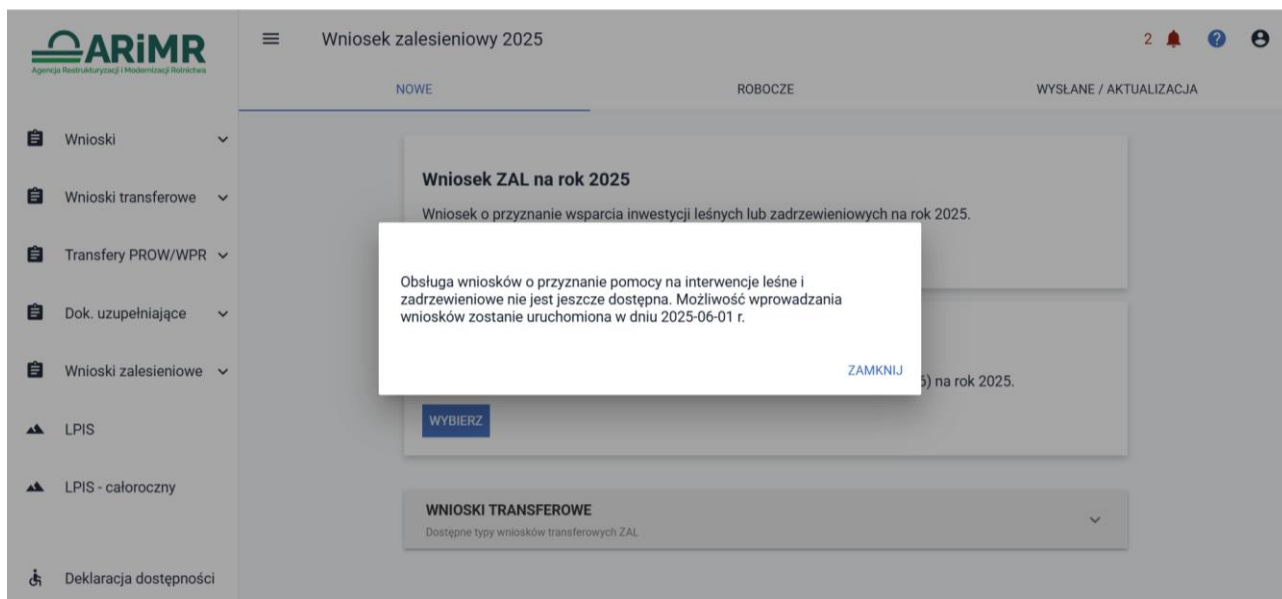 ARiMR
Agencja Restrukturyzacji i Modernizacji Rolnictwa
Wniosek zalesieniowy 2025
2
?
NOWE
ROBOCZE
WYSŁANE / AKTUALIZACJA
Wnioski
Wnioski transferowe
Transfery PROW/WPR
Dok. uzupełniające
Wnioski zalesieniowe
LPIS
LPIS - całoroczny
Deklaracja dostępności
Wniosek ZAL na rok 2025
Wniosek o przyznanie wsparcia inwestycji leśnych lub zadrzewieniowych na rok 2025.
Obsługa wniosków o przyznanie pomocy na interwencje leśne i
zadrzewieniowe nie jest jeszcze dostępna. Możliwość wprowadzania
wniosków zostanie uruchomiona w dniu 2025-06-01 r.
ZAMKNIJ
) na rok 2025.
WYBIERZ
WNIOSKI TRANSFEROWE
Dostępne typy wniosków transferowych ZAL